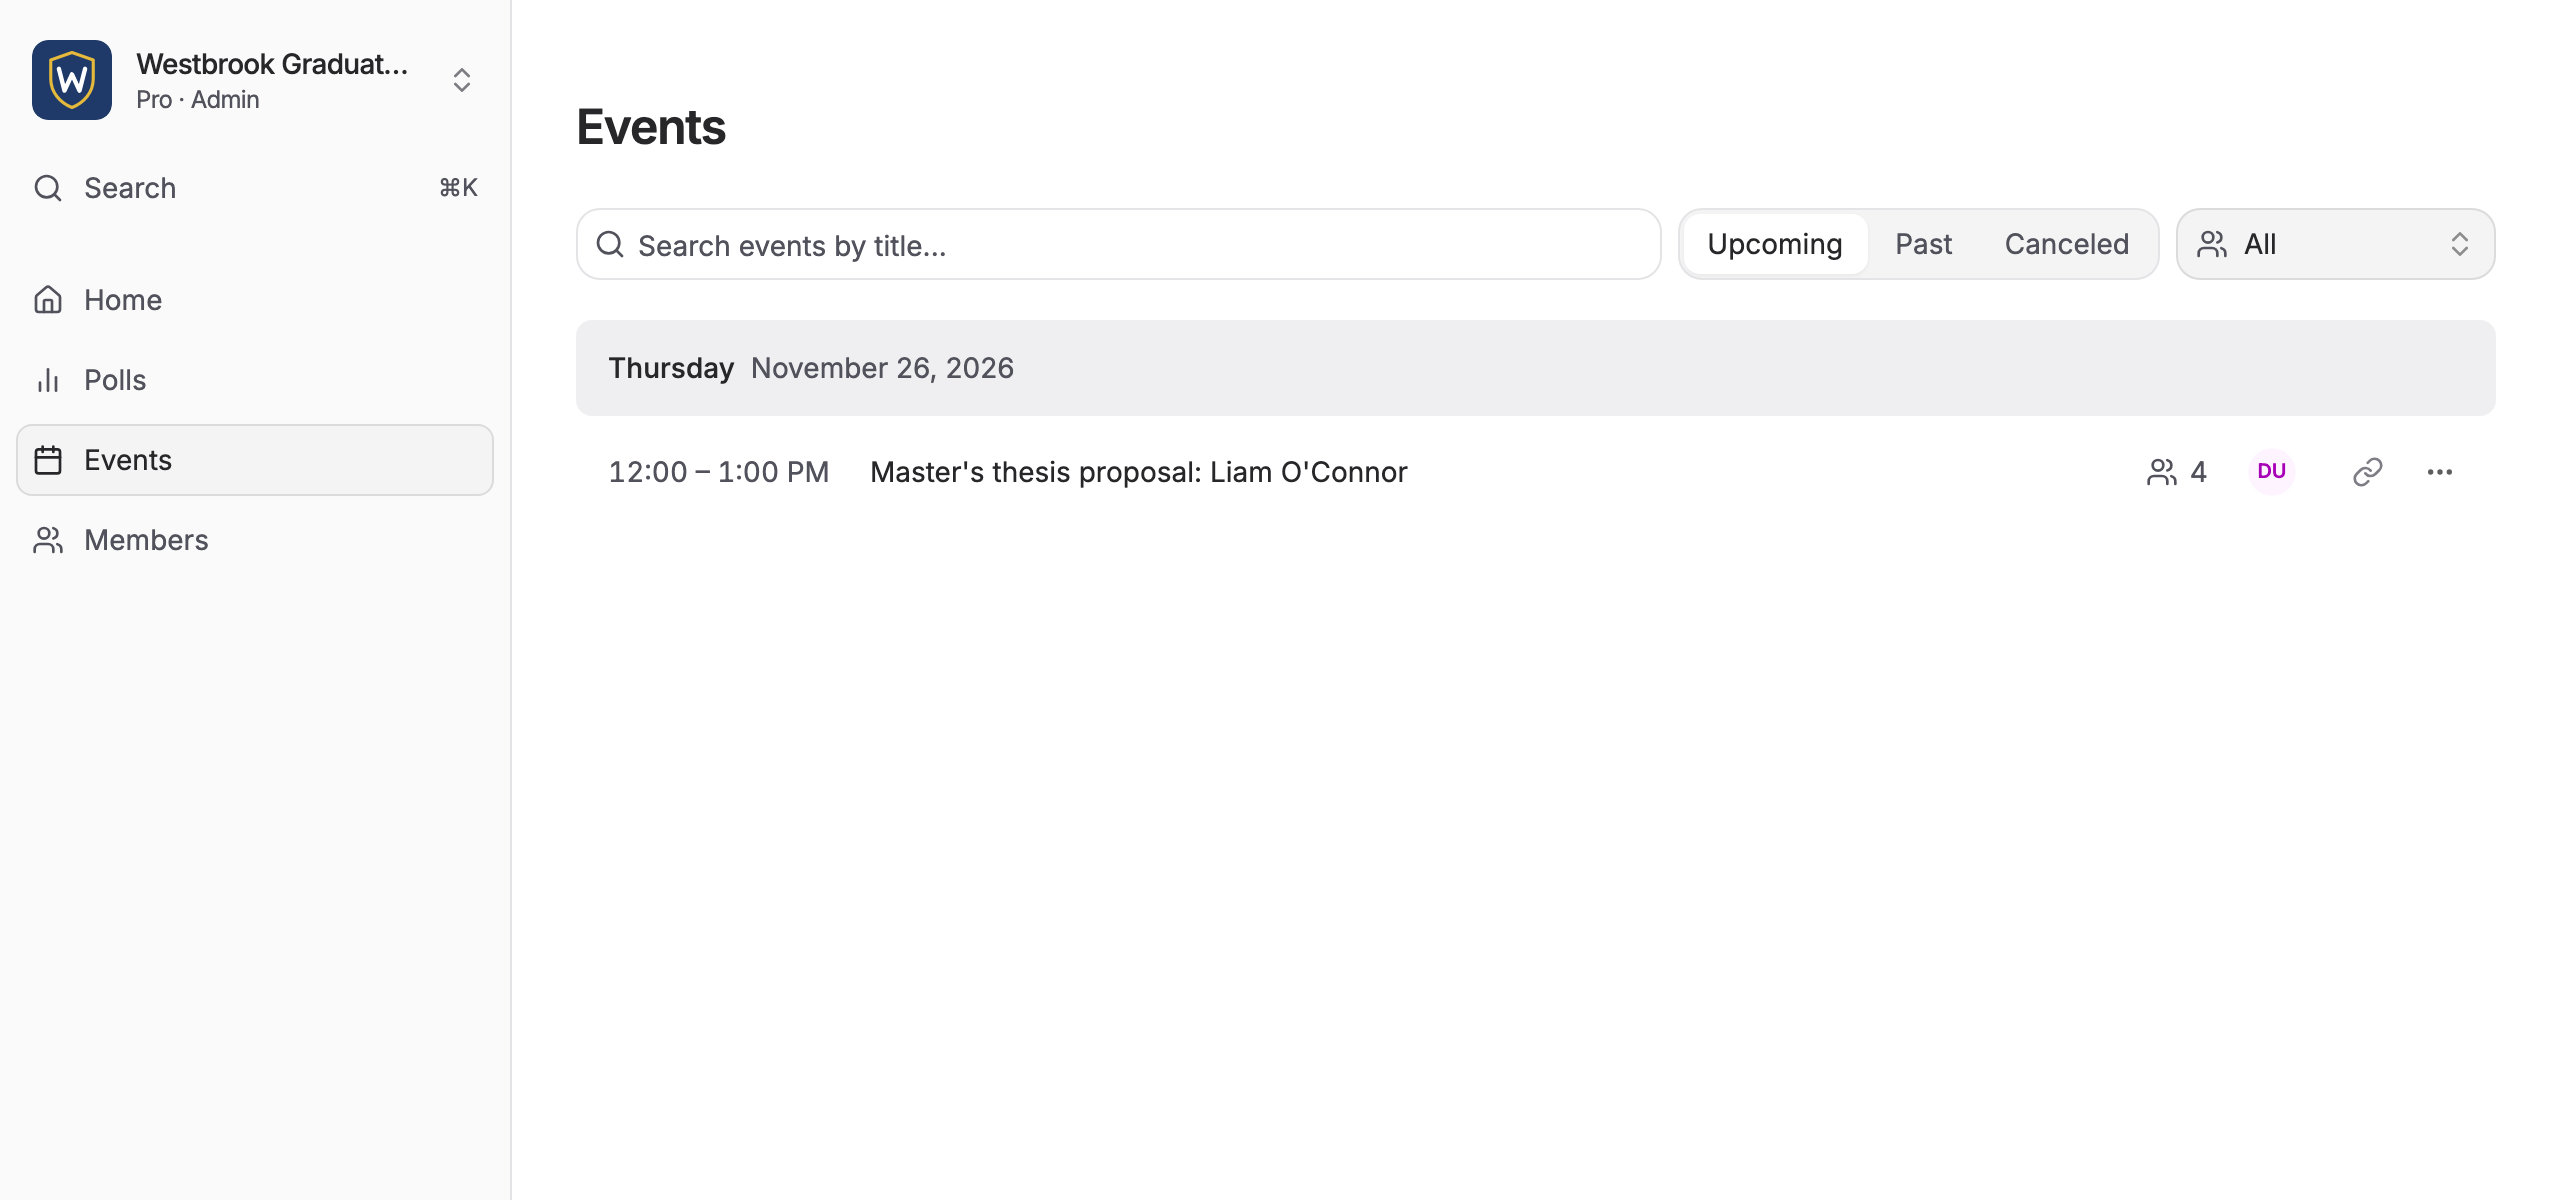 W
Westbrook Graduat...
Pro · Admin
Search ⌘K
Home
Polls
Events
Members
Events
Search events by title...
Upcoming Past Canceled
All
Thursday November 26, 2026
12:00 – 1:00 PM Master's thesis proposal: Liam O'Connor 4 DU